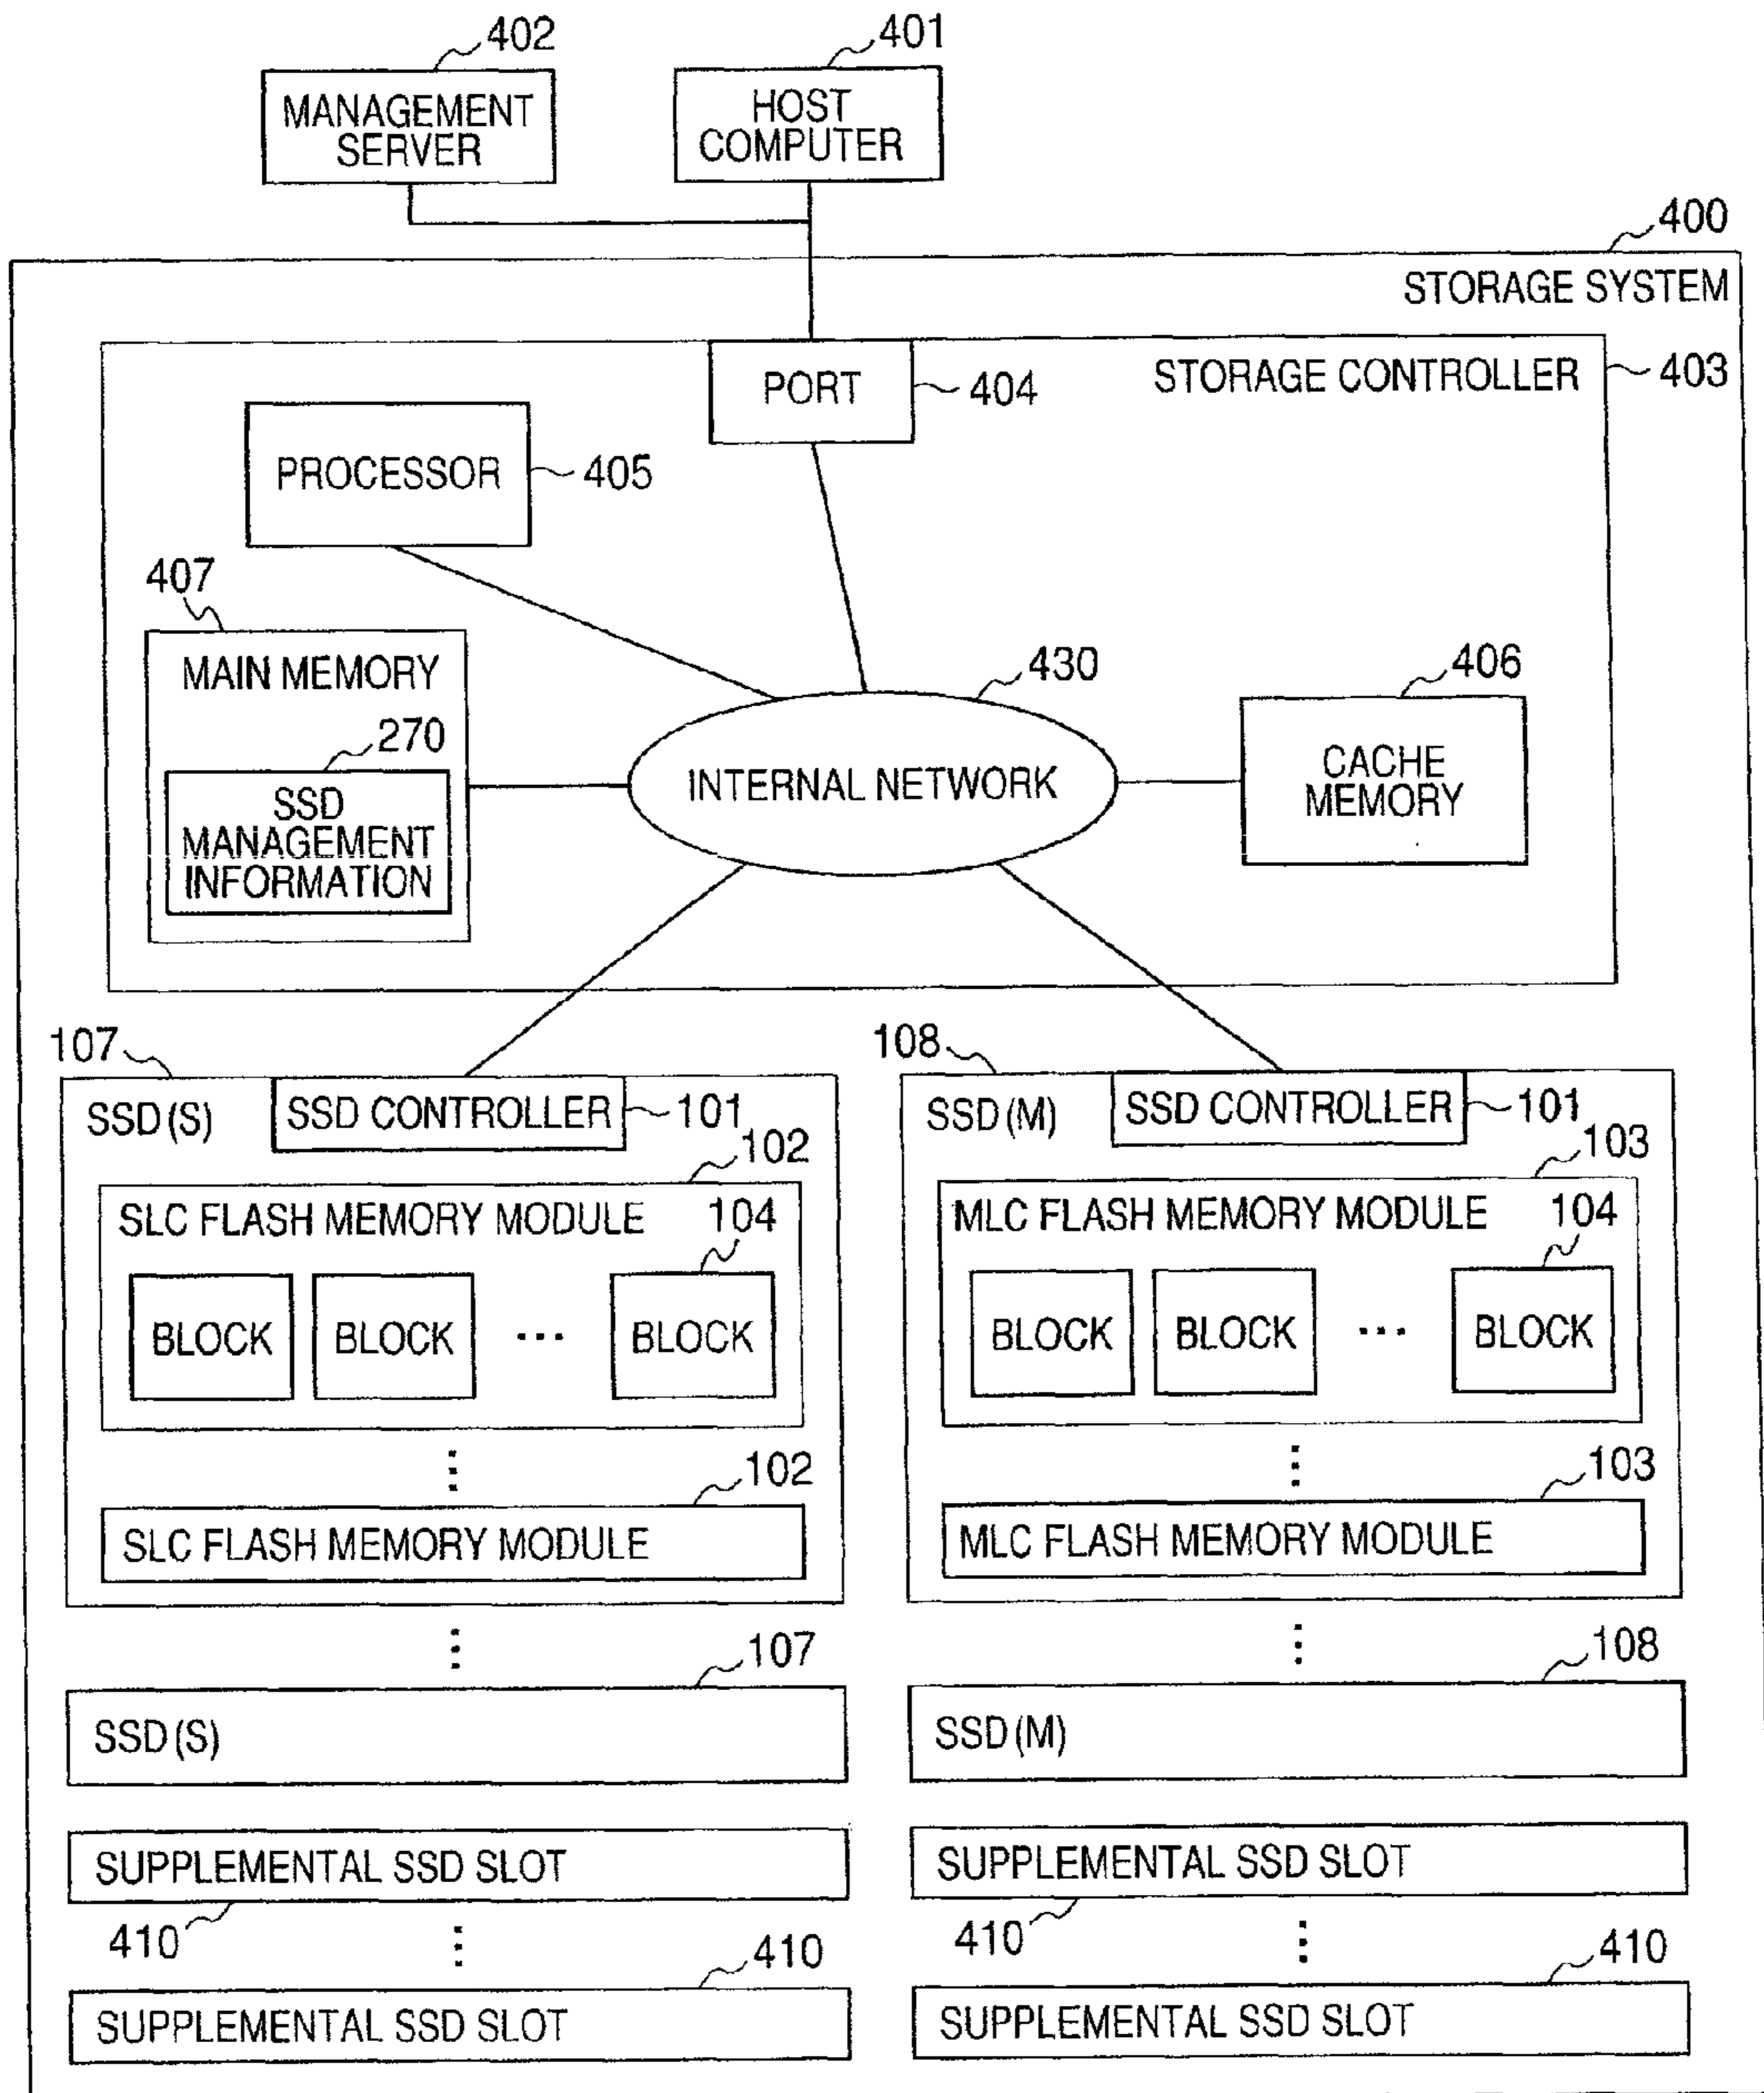 402
401
MANAGEMENT
SERVER
HOST
COMPUTER
400
STORAGE SYSTEM
PORT
404
STORAGE CONTROLLER
403
PROCESSOR
405
407
MAIN MEMORY
430
406
270
SSD
MANAGEMENT
INFORMATION
INTERNAL NETWORK
CACHE
MEMORY
107
SSD(S)
SSD CONTROLLER
101
102
SLC FLASH MEMORY MODULE
104
BLOCK
BLOCK
...
BLOCK
102
SLC FLASH MEMORY MODULE
107
SSD(S)
SUPPLEMENTAL SSD SLOT
410
410
SUPPLEMENTAL SSD SLOT
108
SSD(M)
SSD CONTROLLER
101
103
MLC FLASH MEMORY MODULE
104
BLOCK
BLOCK
...
BLOCK
103
MLC FLASH MEMORY MODULE
108
SSD(M)
SUPPLEMENTAL SSD SLOT
410
410
SUPPLEMENTAL SSD SLOT